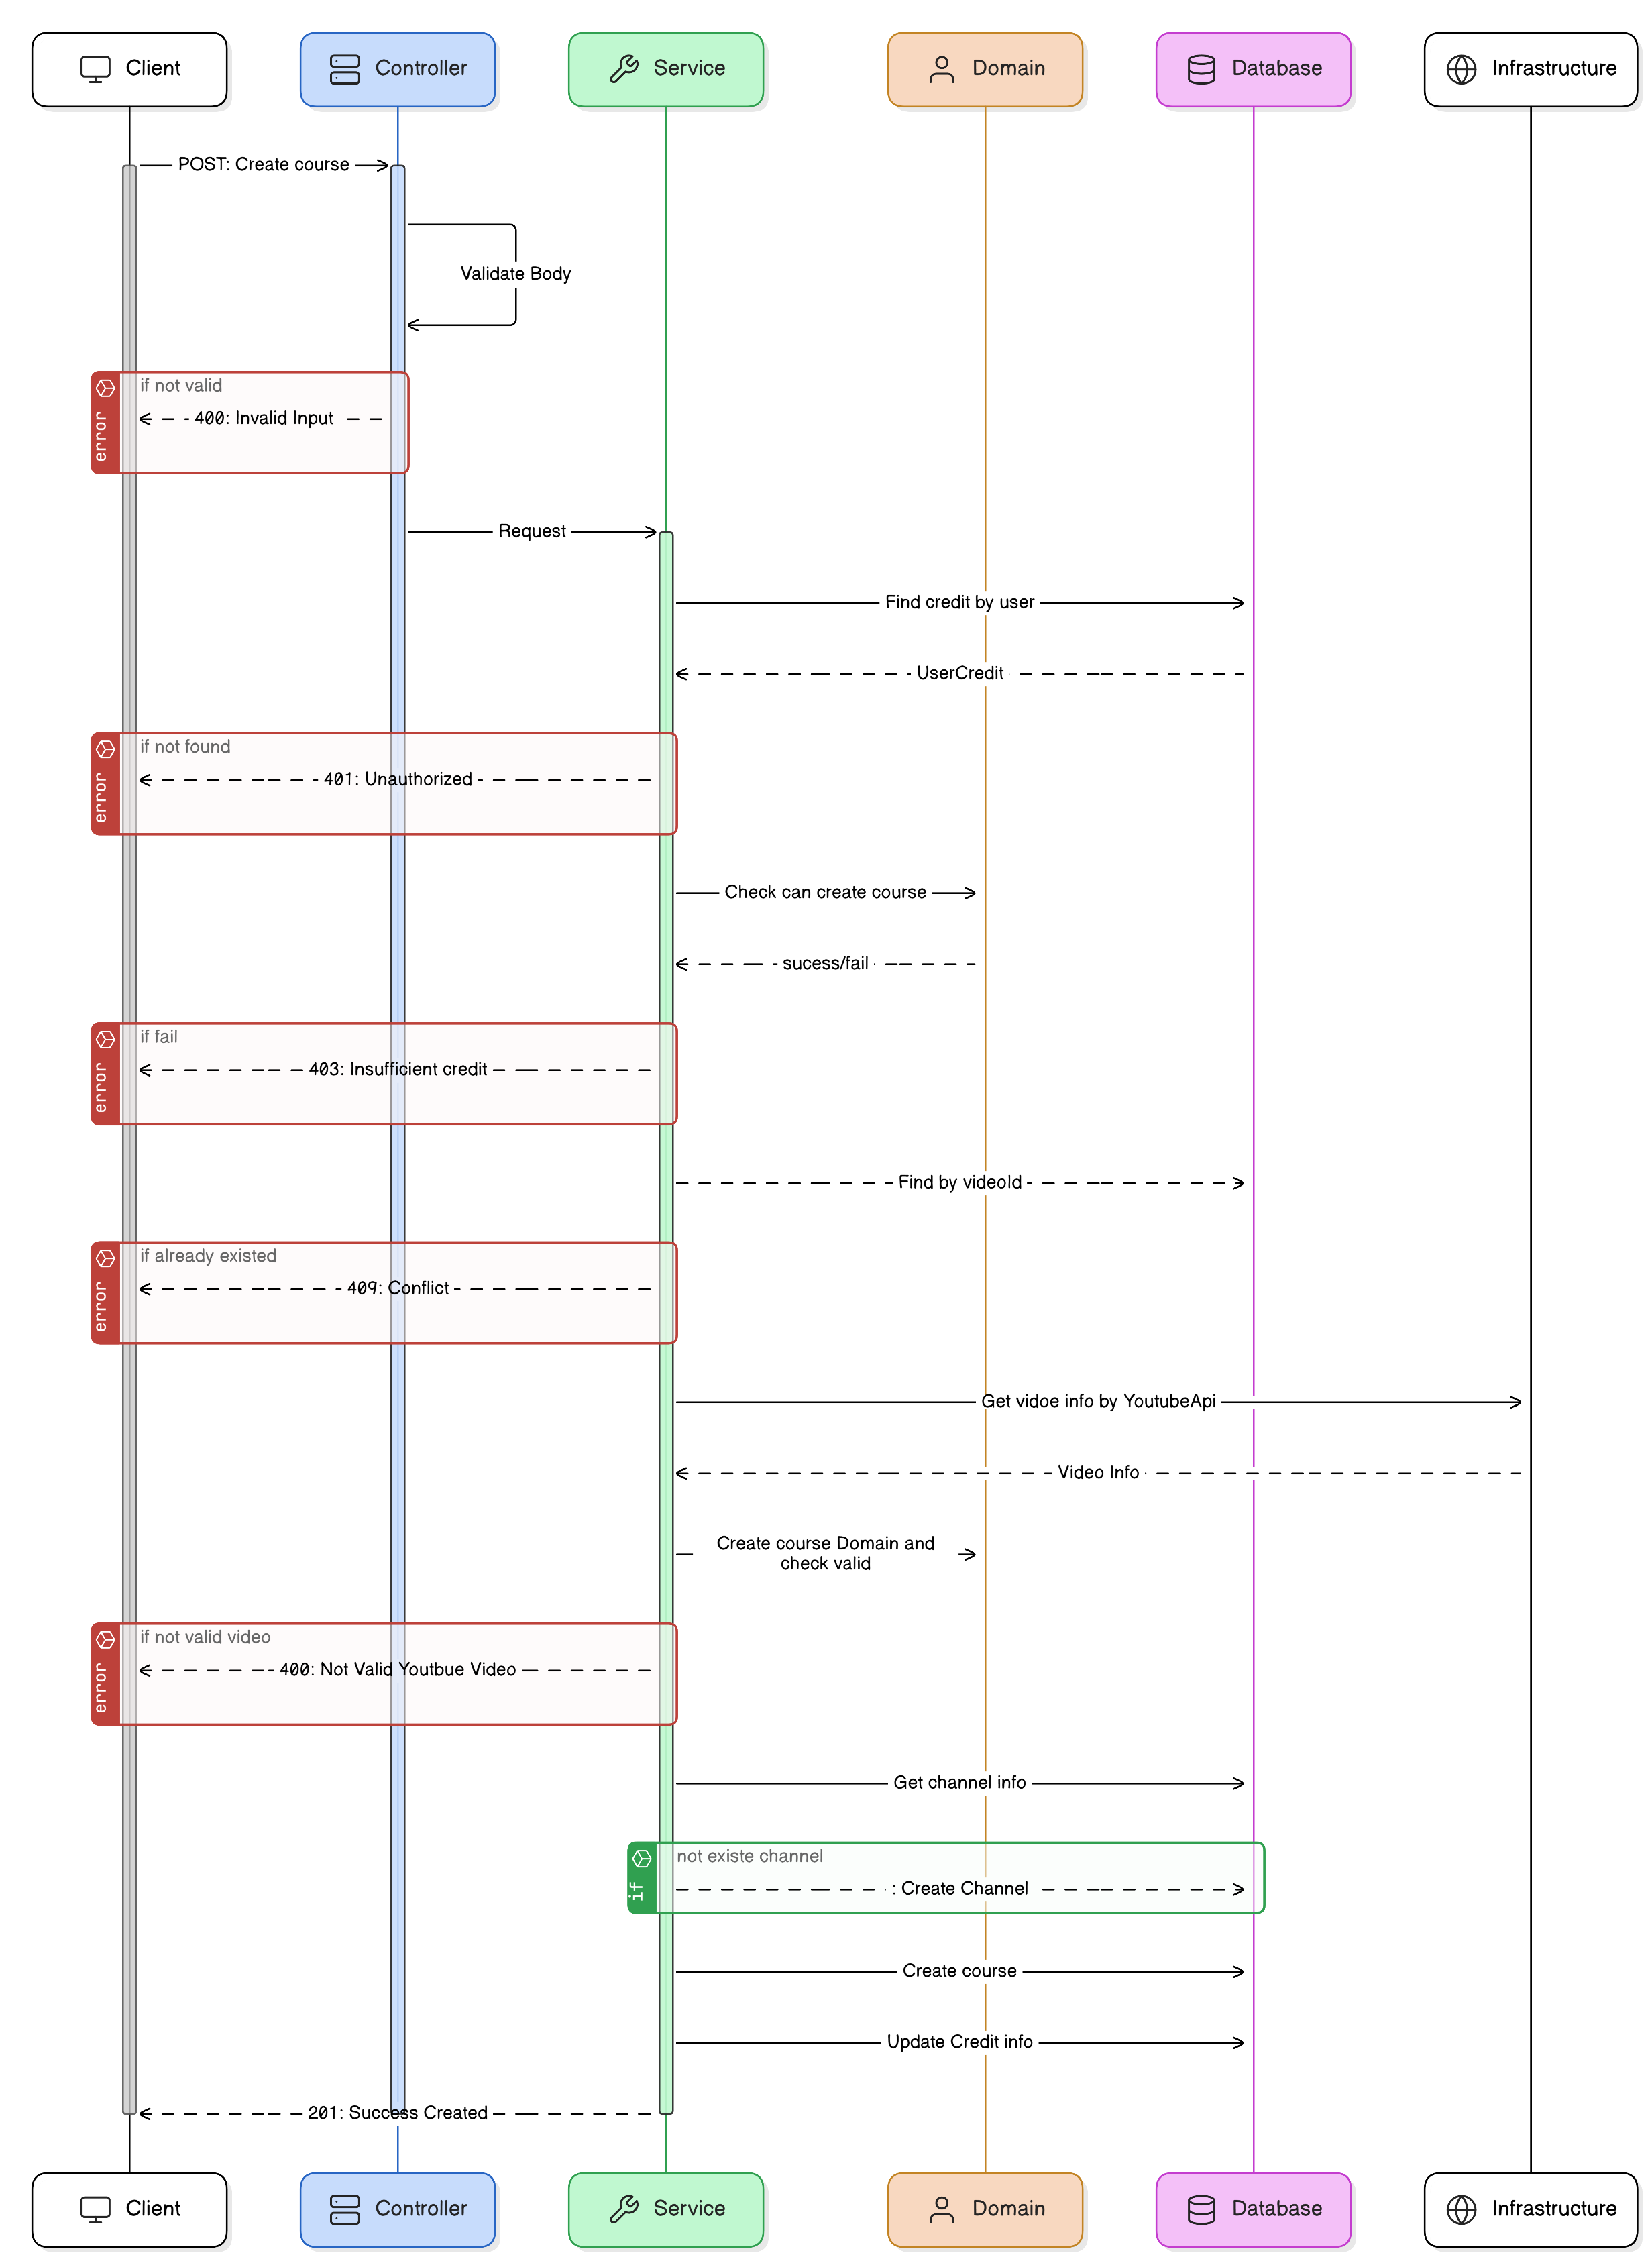 Client
Controller
Service
Domain
Database
Infrastructure
POST: Create course
Validate Body
error
if not valid
400: Invalid Input
Request
Find credit by user
UserCredit
error
if not found
401: Unauthorized
Check can create course
sucess/fail
error
if fail
403: Insufficient credit
Find by videoId
error
if already existed
409: Conflict
Get vidoe info by YoutubeApi
Video Info
Create course Domain and
check valid
error
if not valid video
400: Not Valid Youtbue Video
Get channel info
if
not existe channel
: Create Channel
Create course
Update Credit info
201: Success Created
Client
Controller
Service
Domain
Database
Infrastructure